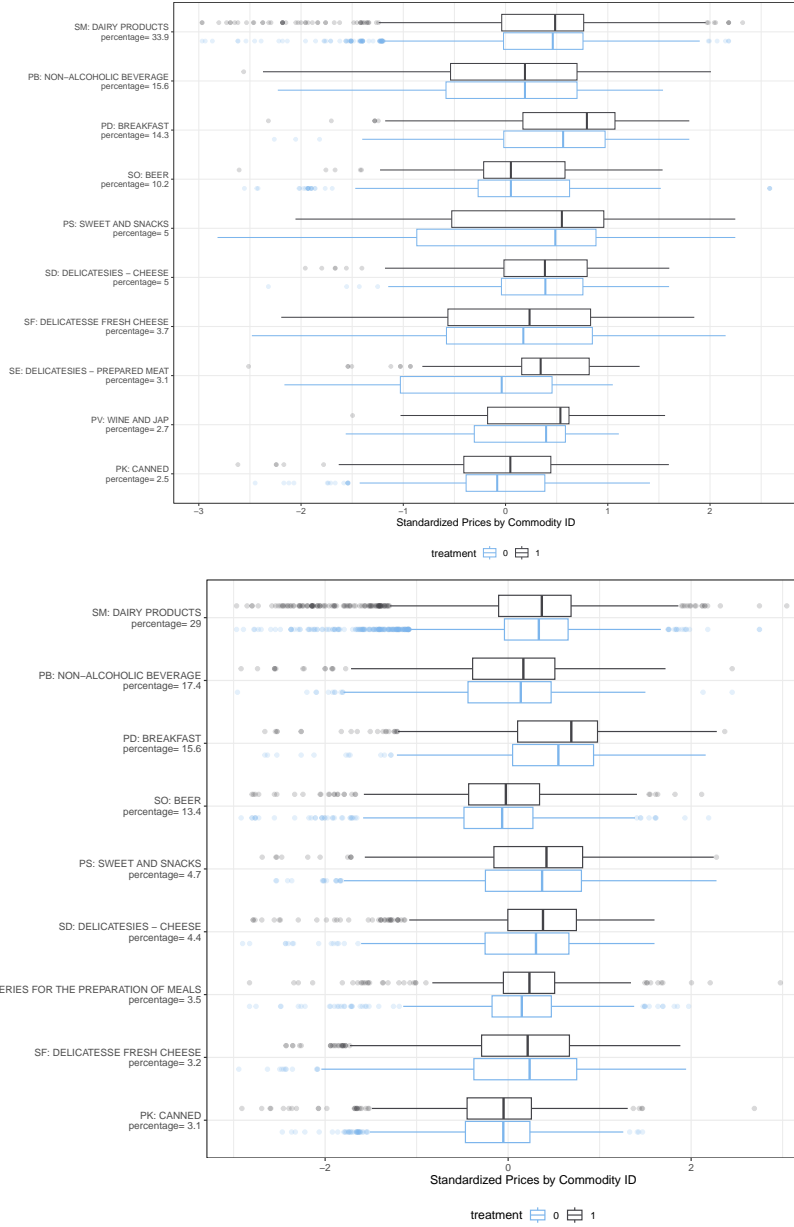 SM: DAIRY PRODUCTS
percentage= 33.9
PB: NON−ALCOHOLIC BEVERAGE
percentage= 15.6
PD: BREAKFAST
percentage= 14.3
SO: BEER
percentage= 10.2
PS: SWEET AND SNACKS
percentage= 5
SD: DELICATESIES − CHEESE
percentage= 5
SF: DELICATESSE FRESH CHEESE
percentage= 3.7
SE: DELICATESIES − PREPARED MEAT
percentage= 3.1
PV: WINE AND JAP
percentage= 2.7
PK: CANNED
percentage= 2.5
−3 −2 −1 0 1 2
Standardized Prices by Commodity ID
treatment 0 1
SM: DAIRY PRODUCTS
percentage= 29
PB: NON−ALCOHOLIC BEVERAGE
percentage= 17.4
PD: BREAKFAST
percentage= 15.6
SO: BEER
percentage= 13.4
PS: SWEET AND SNACKS
percentage= 4.7
SD: DELICATESIES − CHEESE
percentage= 4.4
ERIES FOR THE PREPARATION OF MEALS
percentage= 3.5
SF: DELICATESSE FRESH CHEESE
percentage= 3.2
PK: CANNED
percentage= 3.1
−2 0 2
Standardized Prices by Commodity ID
treatment 0 1